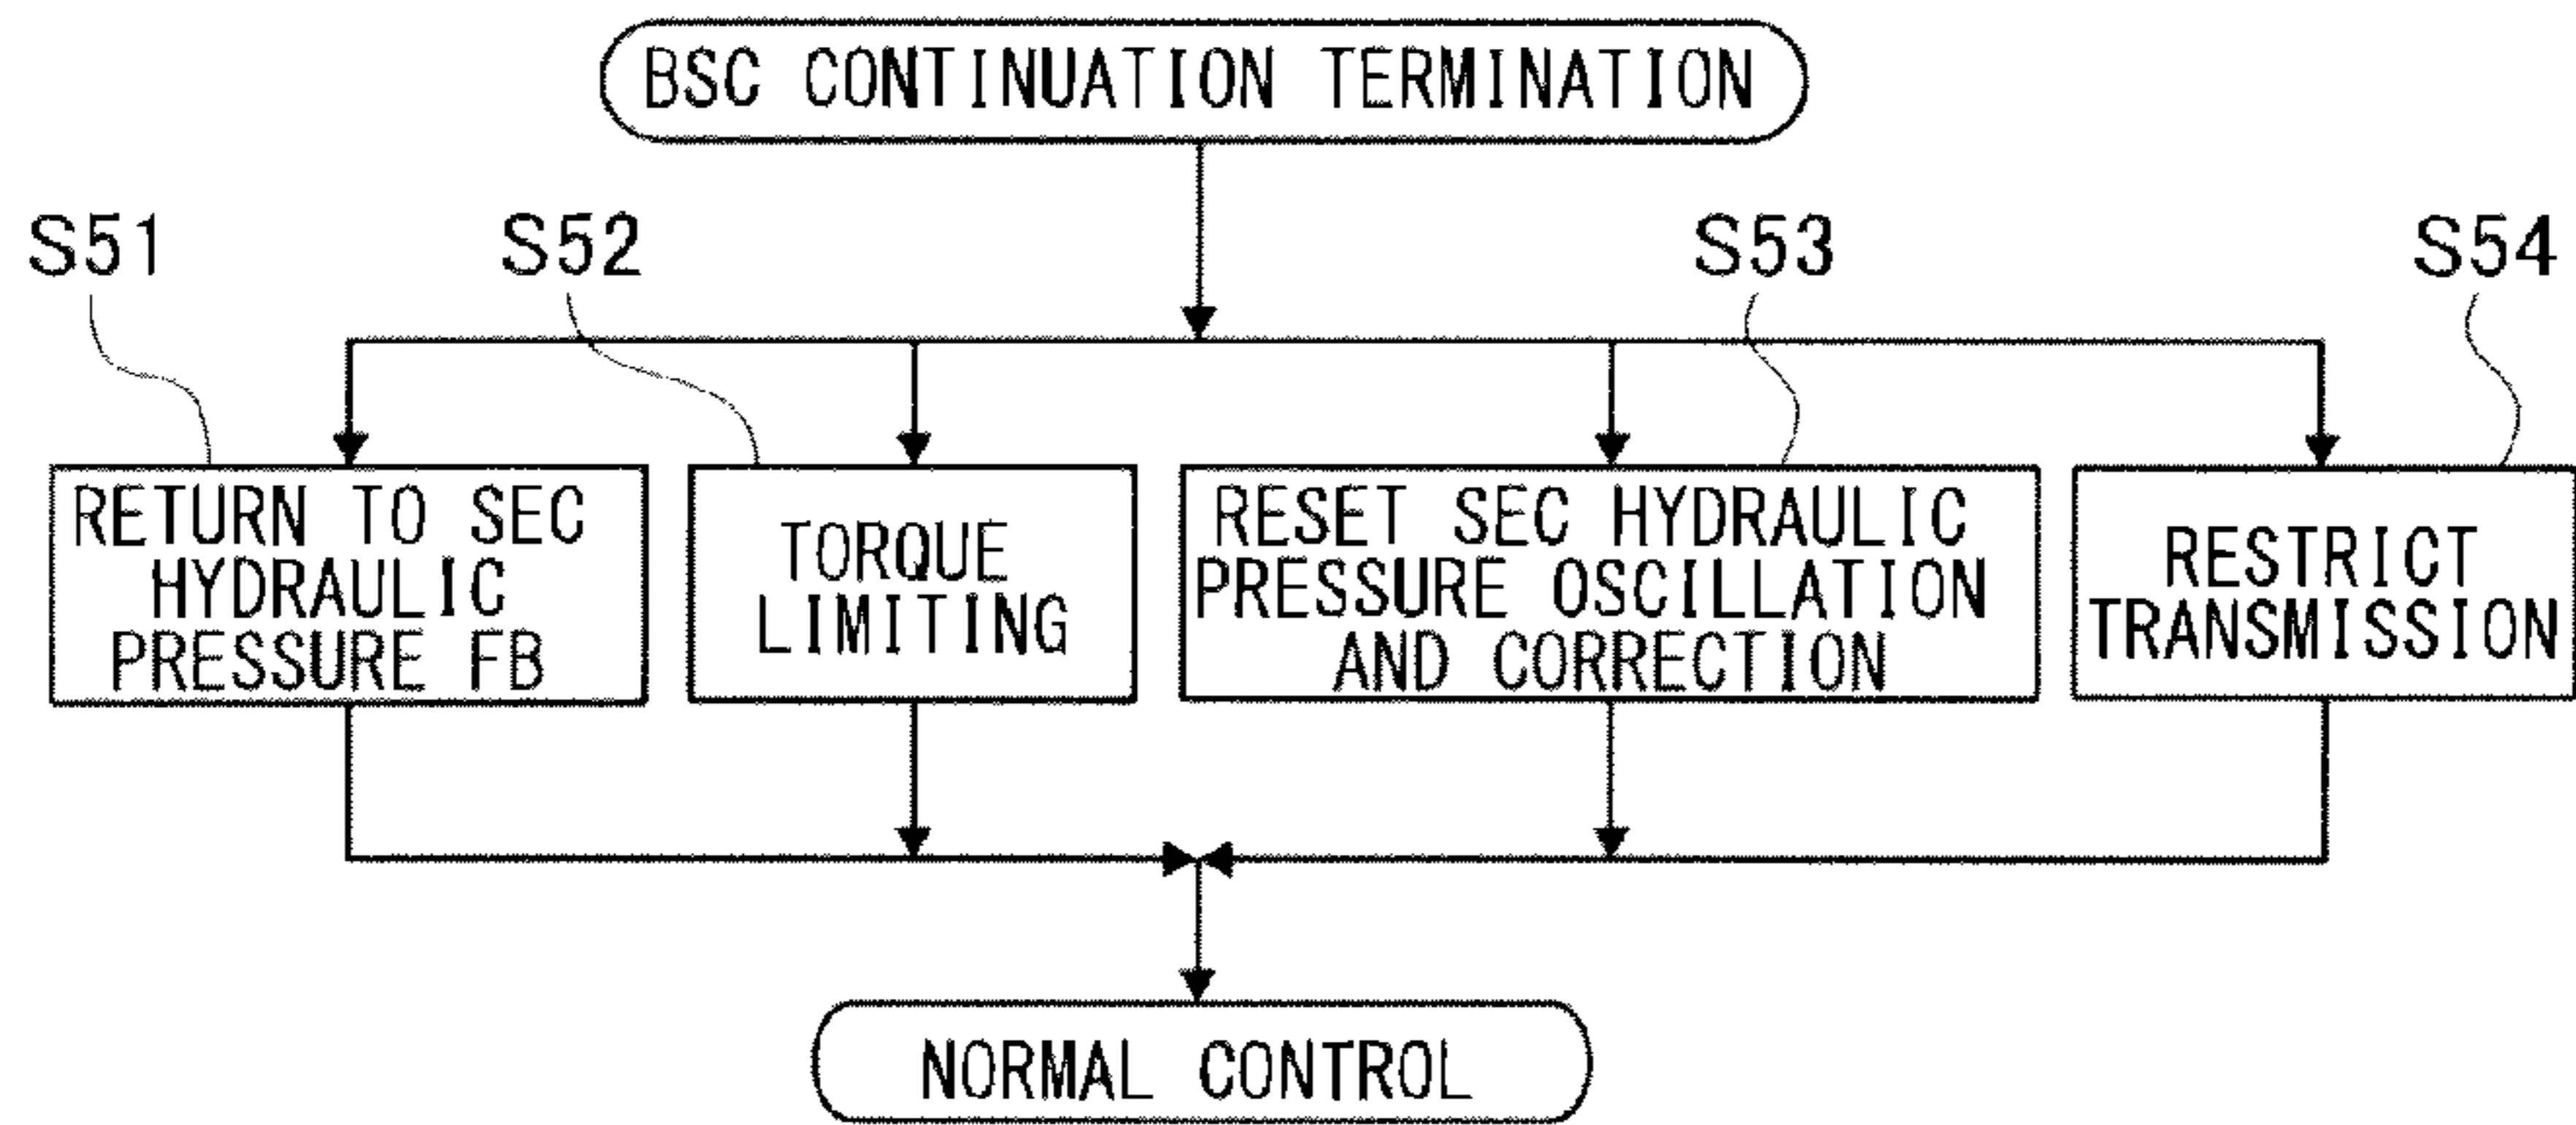 BSC CONTINUATION TERMINATION
S51
S52
S53
S54
RETURN TO SEC
HYDRAULIC
PRESSURE FB
TORQUE
LIMITING
RESET SEC HYDRAULIC
PRESSURE OSCILLATION
AND CORRECTION
RESTRICT
TRANSMISSION
NORMAL CONTROL